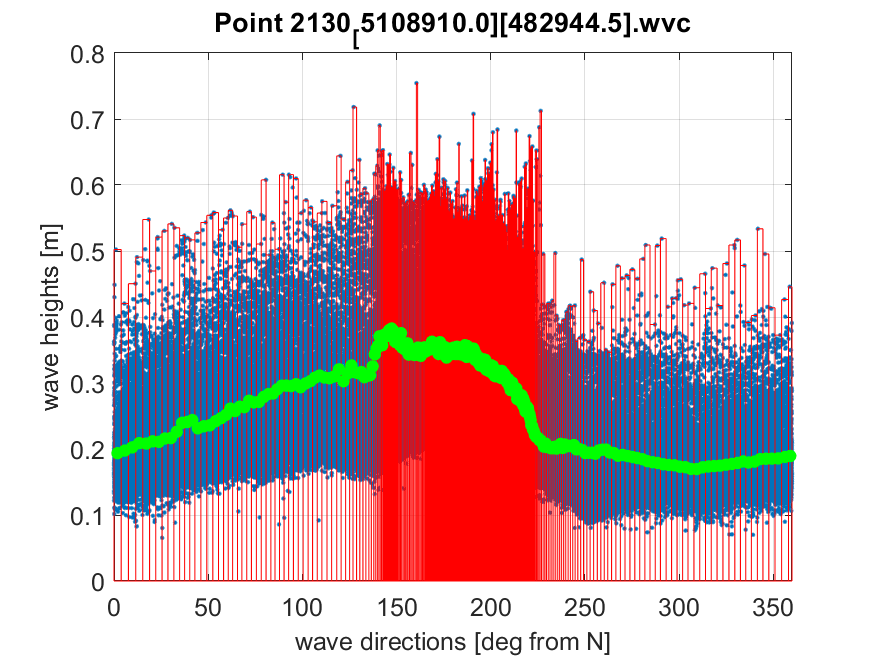 Point 2130[5108910.0][482944.5].wvc
0.8
0.7
0.6
0.5
0.4
0.3
0.2
0.1
0
wave heights [m]
0 50 100 150 200 250 300 350
wave directions [deg from N]